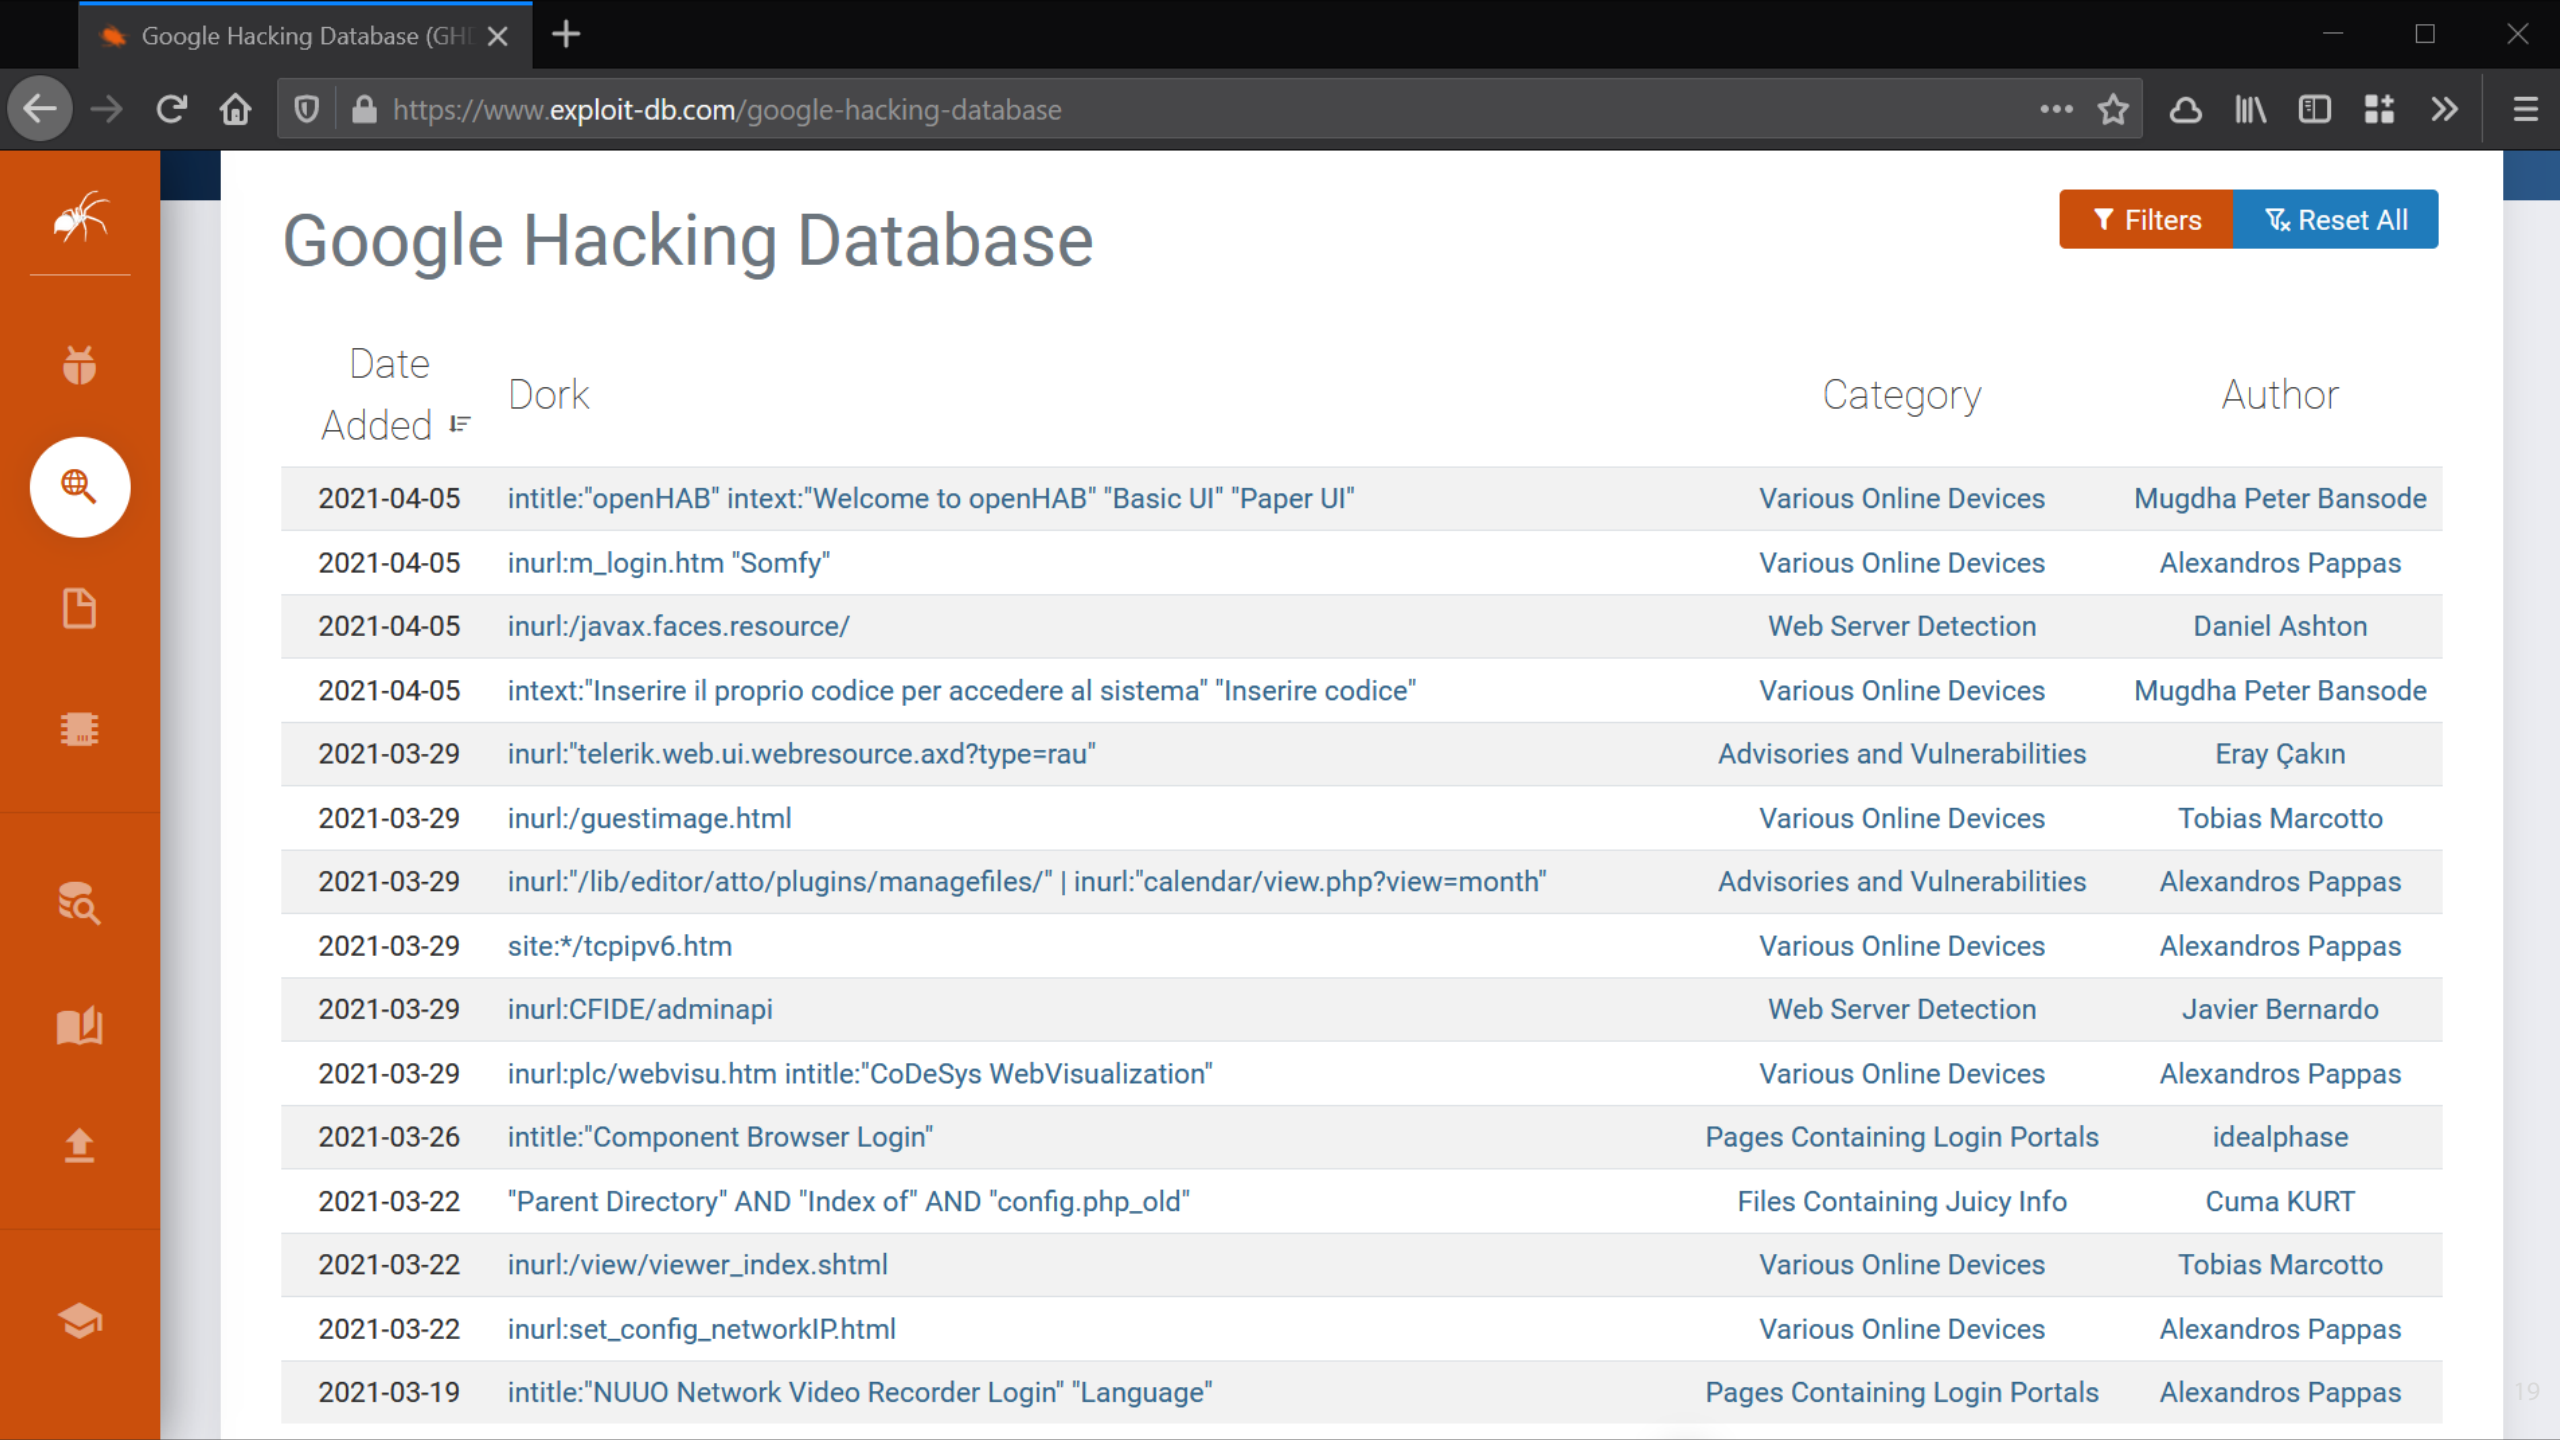 Google Hacking Database (GH
https://www.exploit-db.com/google-hacking-database
Google Hacking Database
Filters
Reset All
Date Added
Dork
Category
Author
2021-04-05 intitle:"openHAB" intext:"Welcome to openHAB" "Basic UI" "Paper UI" Various Online Devices Mugdha Peter Bansode
2021-04-05 inurl:m_login.htm "Somfy" Various Online Devices Alexandros Pappas
2021-04-05 inurl:/javax.faces.resource/ Web Server Detection Daniel Ashton
2021-04-05 intext:"Inserire il proprio codice per accedere al sistema" "Inserire codice" Various Online Devices Mugdha Peter Bansode
2021-03-29 inurl:"telerik.web.ui.webresource.axd?type=rau" Advisories and Vulnerabilities Eray Çakın
2021-03-29 inurl:/guestimage.html Various Online Devices Tobias Marcotto
2021-03-29 inurl:"/lib/editor/atto/plugins/managefiles/" | inurl:"calendar/view.php?view=month" Advisories and Vulnerabilities Alexandros Pappas
2021-03-29 site:*/tcpipv6.htm Various Online Devices Alexandros Pappas
2021-03-29 inurl:CFIDE/adminapi Web Server Detection Javier Bernardo
2021-03-29 inurl:plc/webvisu.htm intitle:"CoDeSys WebVisualization" Various Online Devices Alexandros Pappas
2021-03-26 intitle:"Component Browser Login" Pages Containing Login Portals idealphase
2021-03-22 "Parent Directory" AND "Index of" AND "config.php_old" Files Containing Juicy Info Cuma KURT
2021-03-22 inurl:/view/viewer_index.shtml Various Online Devices Tobias Marcotto
2021-03-22 inurl:set_config_networkIP.html Various Online Devices Alexandros Pappas
2021-03-19 intitle:"NUUO Network Video Recorder Login" "Language" Pages Containing Login Portals Alexandros Pappas
19